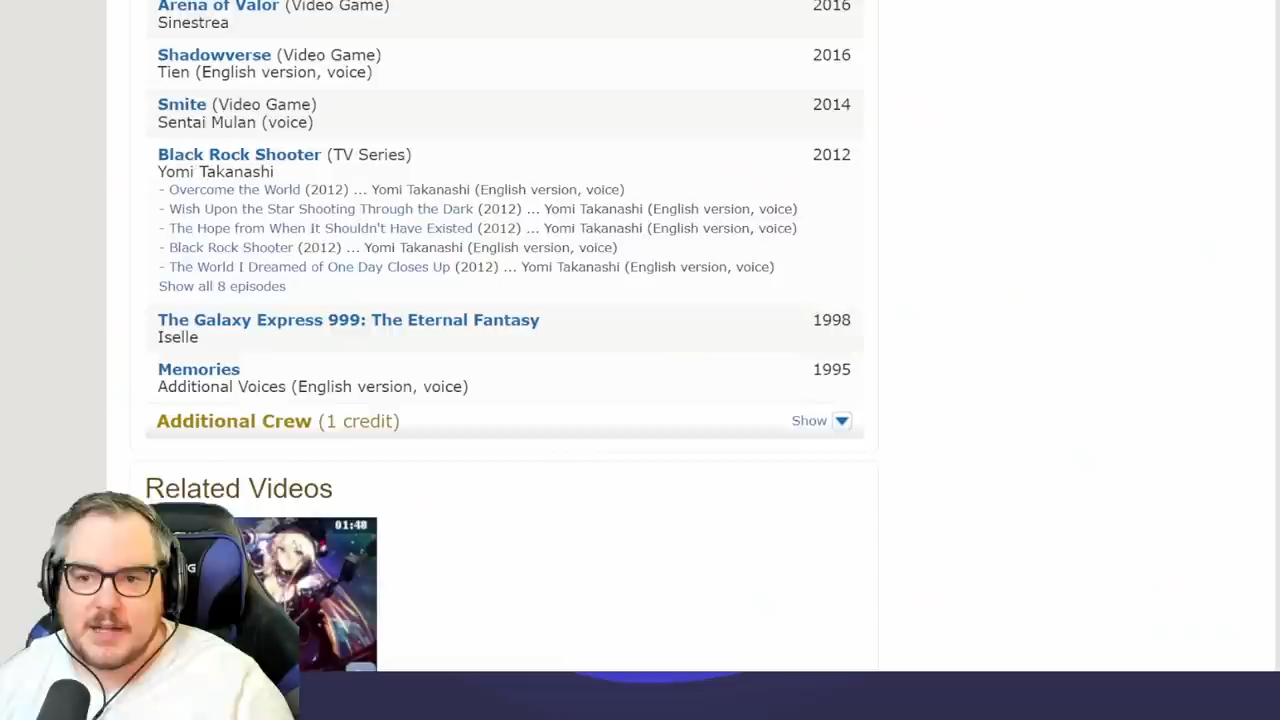 Arena of Valor (Video Game) 2016
Sinestrea
Shadowverse (Video Game) 2016
Tien (English version, voice)
Smite (Video Game) 2014
Sentai Mulan (voice)
Black Rock Shooter (TV Series) 2012
Yomi Takanashi
- Overcome the World (2012) ... Yomi Takanashi (English version, voice)
- Wish Upon the Star Shooting Through the Dark (2012) ... Yomi Takanashi (English version, voice)
- The Hope from When It Shouldn't Have Existed (2012) ... Yomi Takanashi (English version, voice)
- Black Rock Shooter (2012) ... Yomi Takanashi (English version, voice)
- The World I Dreamed of One Day Closes Up (2012) ... Yomi Takanashi (English version, voice)
Show all 8 episodes
The Galaxy Express 999: The Eternal Fantasy 1998
Iselle
Memories 1995
Additional Voices (English version, voice)
Additional Crew (1 credit) Show
Related Videos
01:48